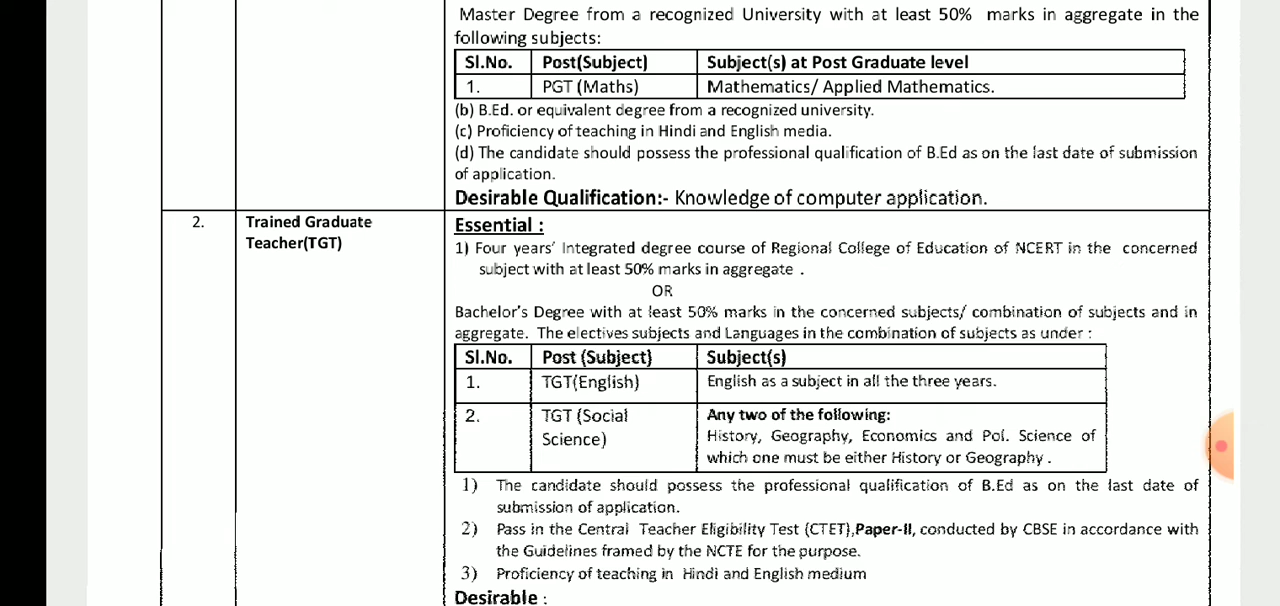 Master Degree from a recognized University with at least 50% marks in aggregate in the
following subjects:
Sl.No. Post(Subject) Subject(s) at Post Graduate level
1. PGT (Maths) Mathematics/ Applied Mathematics.
(b) B.Ed. or equivalent degree from a recognized university.
(c) Proficiency of teaching in Hindi and English media.
(d) The candidate should possess the professional qualification of B.Ed as on the last date of submission
of application.
Desirable Qualification:- Knowledge of computer application.
2. Trained Graduate
Teacher(TGT)
Essential :
1) Four years' Integrated degree course of Regional College of Education of NCERT in the concerned
subject with at least 50% marks in aggregate .
OR
Bachelor's Degree with at least 50% marks in the concerned subjects/ combination of subjects and in
aggregate. The electives subjects and Languages in the combination of subjects as under :
Sl.No. Post (Subject) Subject(s)
1. TGT(English) English as a subject in all the three years.
2. TGT (Social
Science)
Any two of the following:
History, Geography, Economics and Pol. Science of
which one must be either History or Geography .
1) The candidate should possess the professional qualification of B.Ed as on the last date of
submission of application.
2) Pass in the Central Teacher Eligibility Test (CTET),Paper-II, conducted by CBSE in accordance with
the Guidelines framed by the NCTE for the purpose.
3) Proficiency of teaching in Hindi and English medium
Desirable :